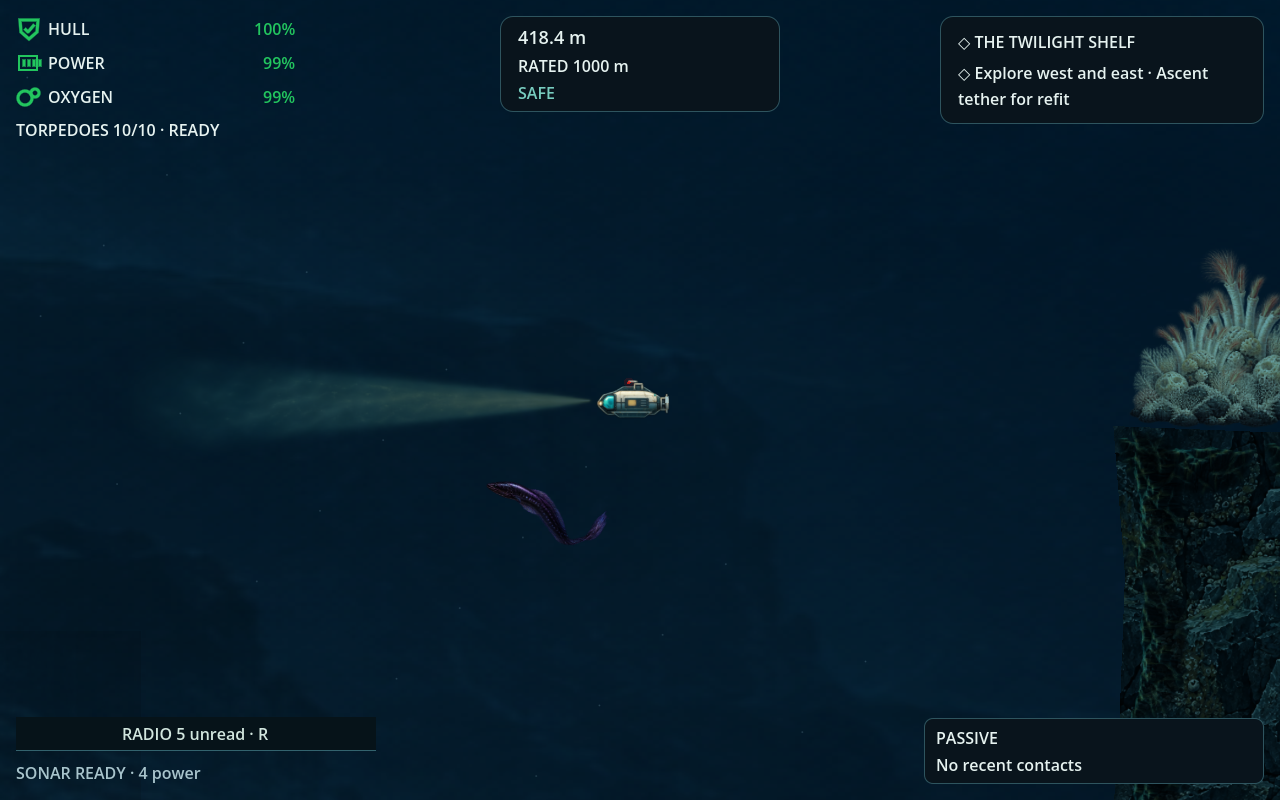 HULL 100%
POWER 99%
OXYGEN 99%
TORPEDOES 10/10 · READY
418.4 m
RATED 1000 m
SAFE
◇ THE TWILIGHT SHELF
◇ Explore west and east · Ascent
tether for refit
RADIO 5 unread · R
SONAR READY · 4 power
PASSIVE
No recent contacts